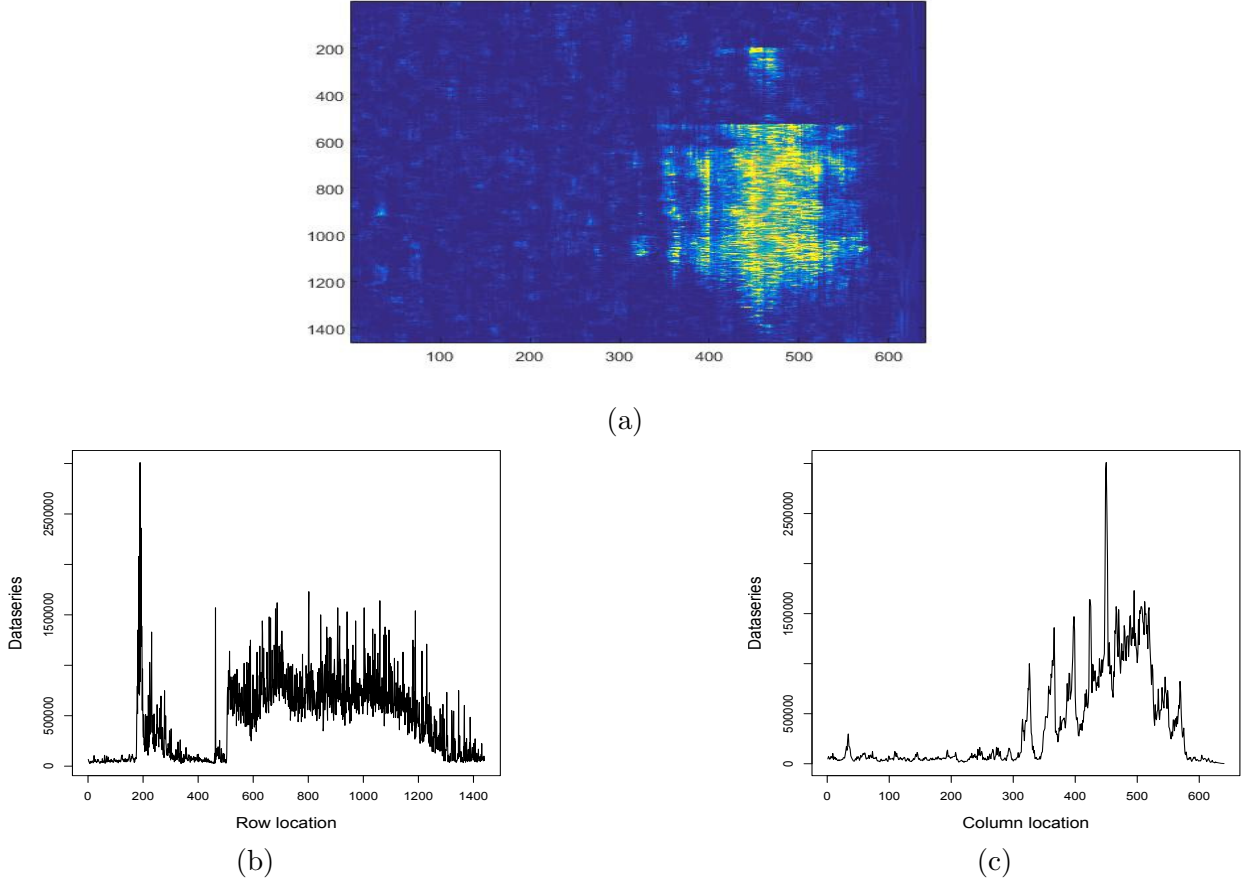 200
400
600
800
1000
1200
1400
100 200 300 400 500 600
(a)
Dataseries
0 500000 1500000 2500000
0 200 400 600 800 1000 1200 1400
Row location
(b)
Dataseries
0 500000 1500000 2500000
0 100 200 300 400 500 600
Column location
(c)